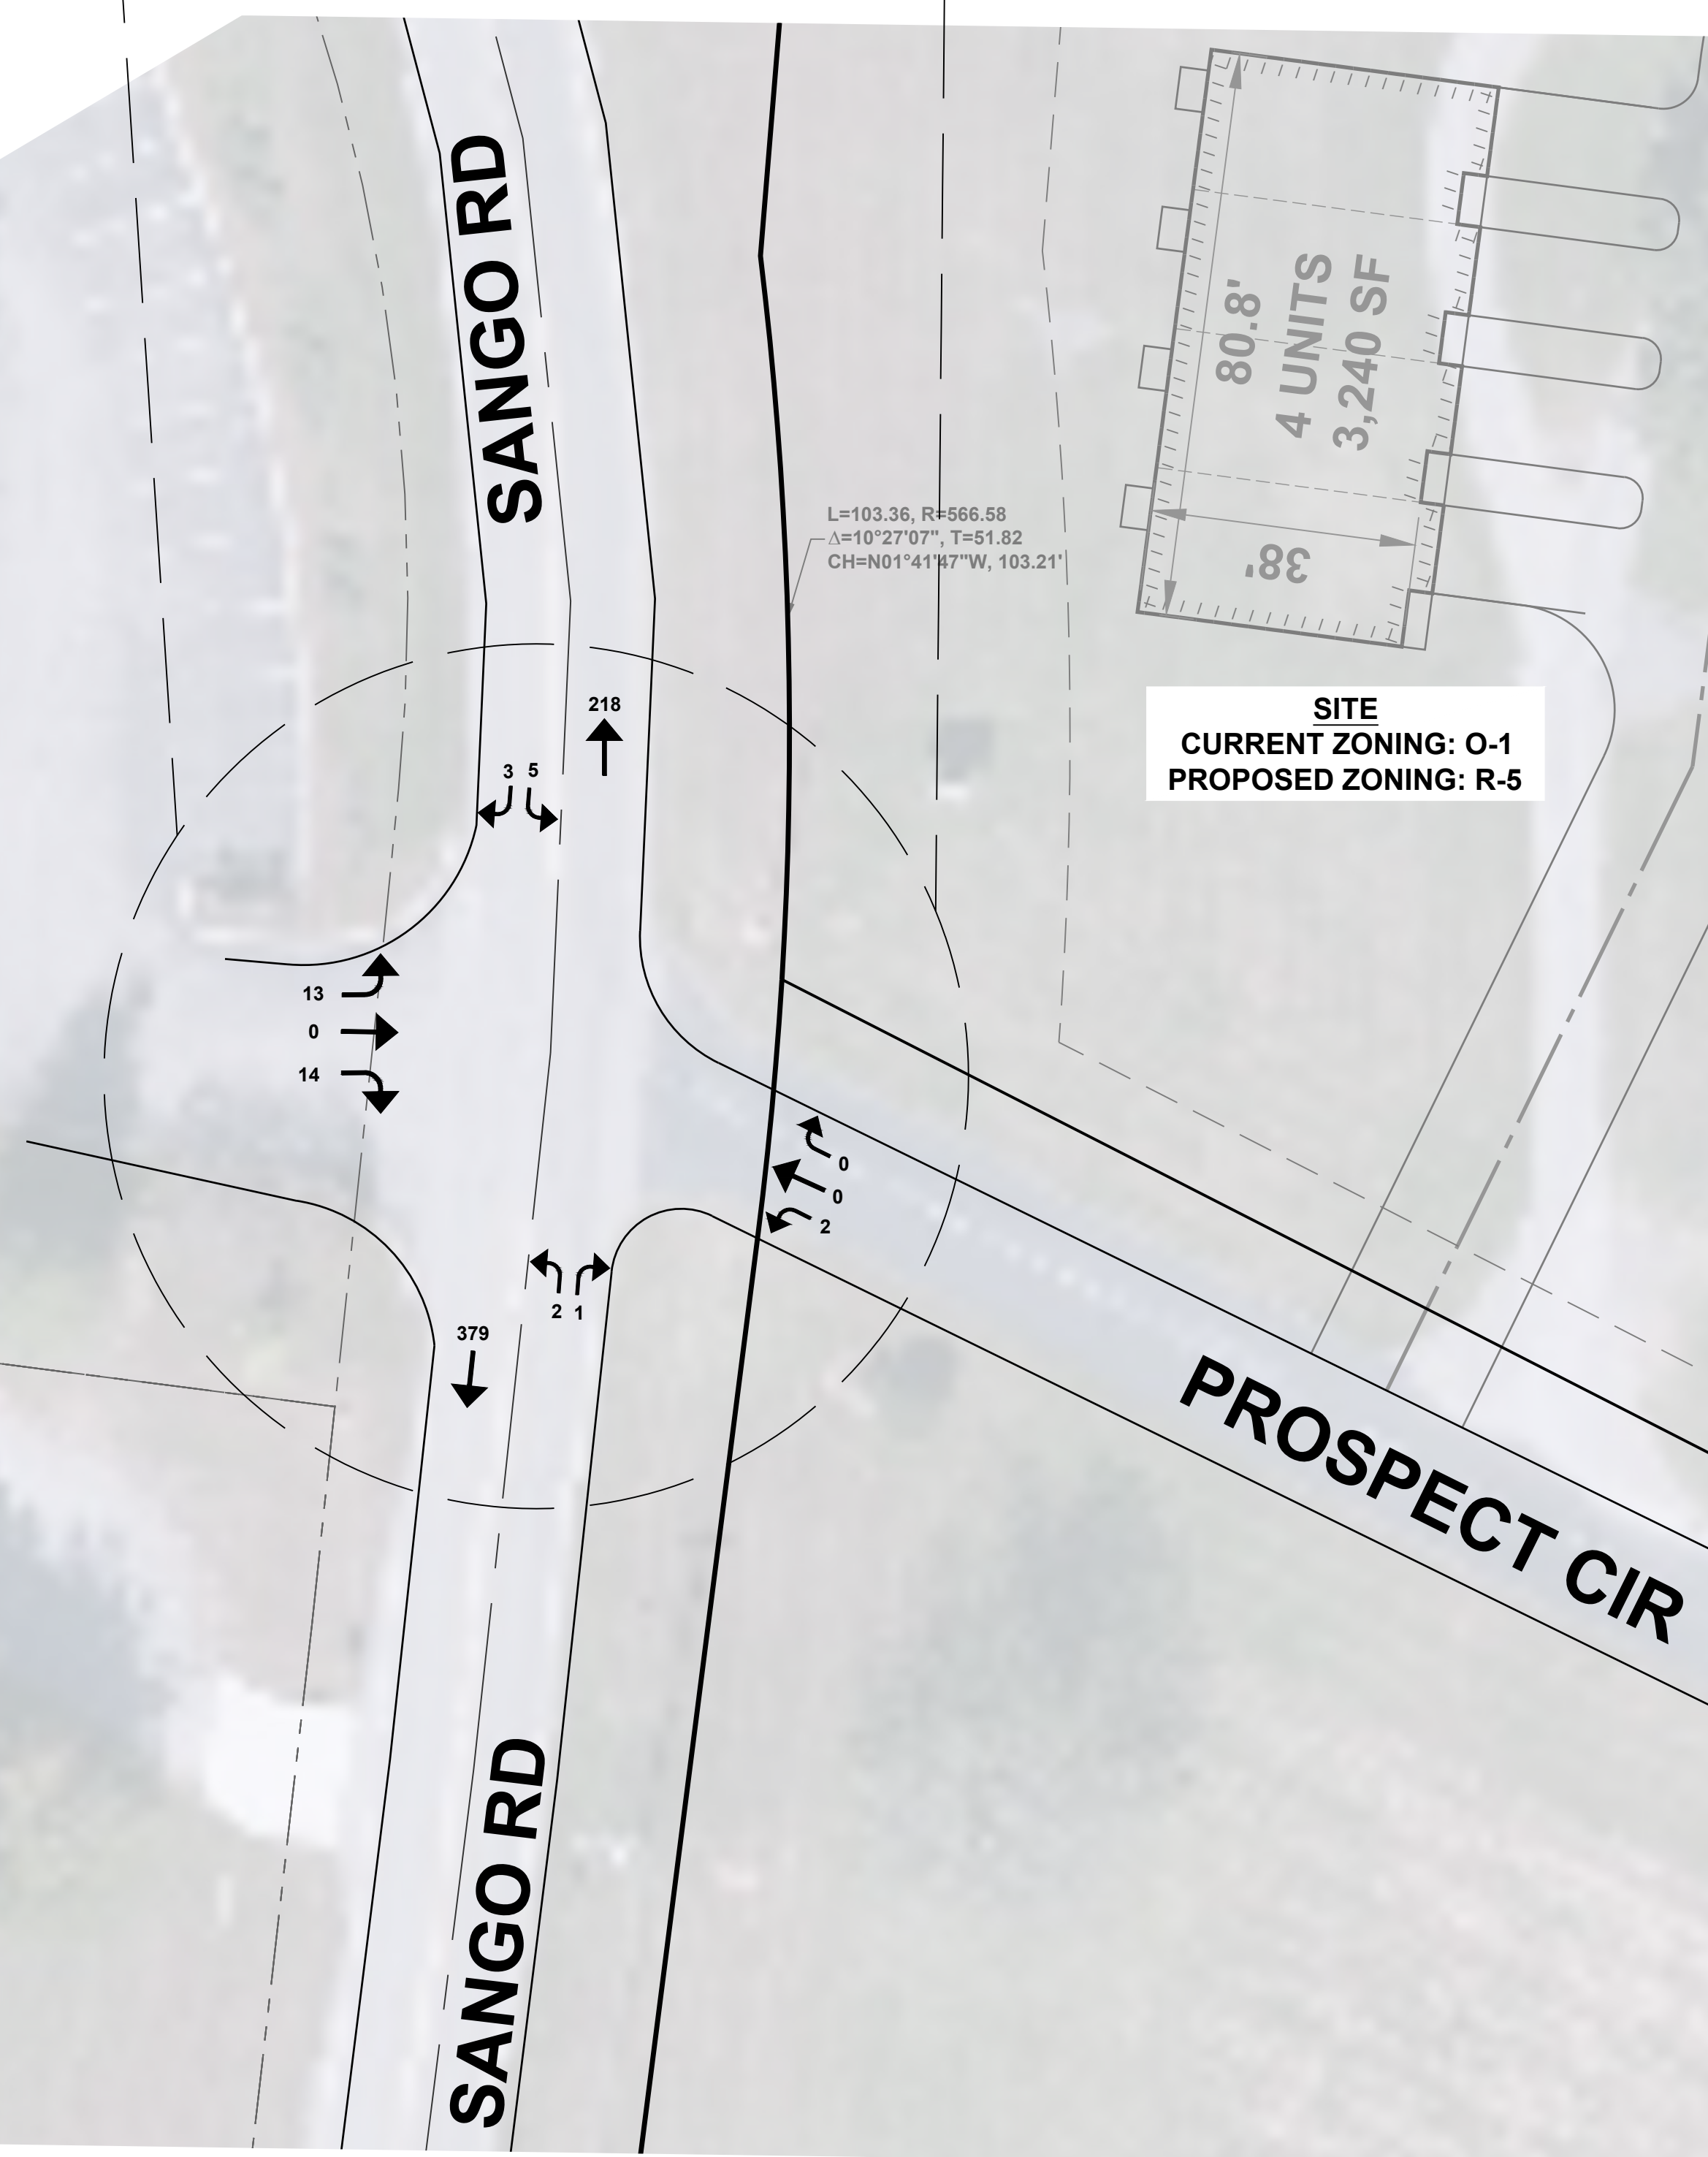 SANGO RD
80.8'
4 UNITS
3,240 SF
38'
L=103.36, R=566.58
Δ=10°27'07", T=51.82
CH=N01°41'47"W, 103.21'
SITE
CURRENT ZONING: O-1
PROPOSED ZONING: R-5
218
3 5
13
0
14
0
0
2
2 1
379
PROSPECT CIR
SANGO RD